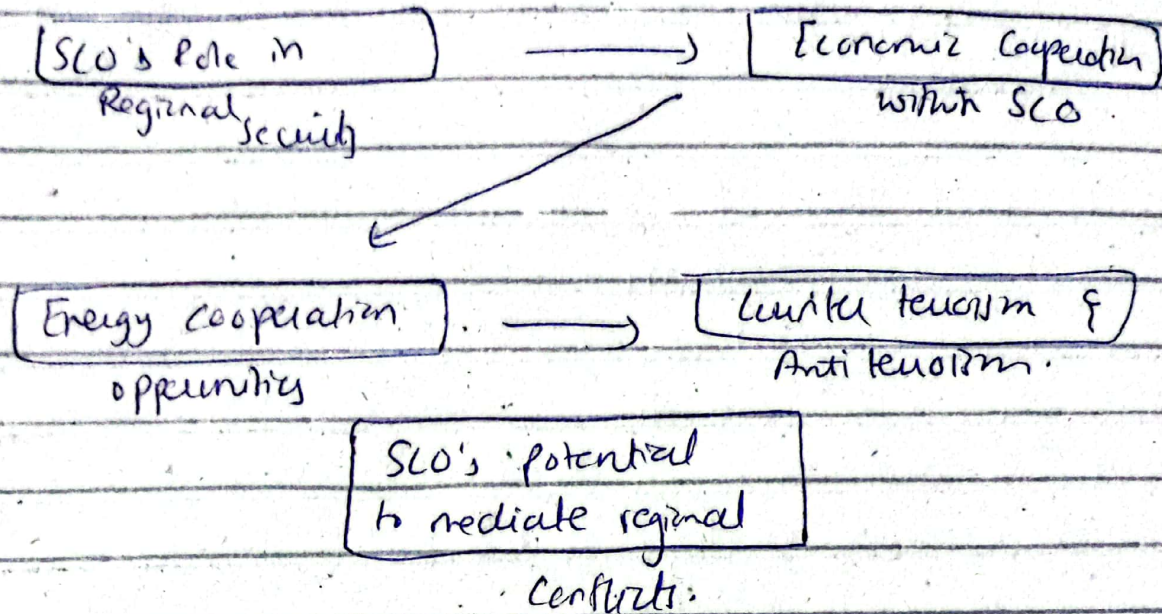 SCO's Role in
Regional Security
Economic Cooperation
within SCO
Energy cooperation
opportunities
Counter terrorism &
Anti terrorism.
SCO's potential
to mediate regional
Conflicts.